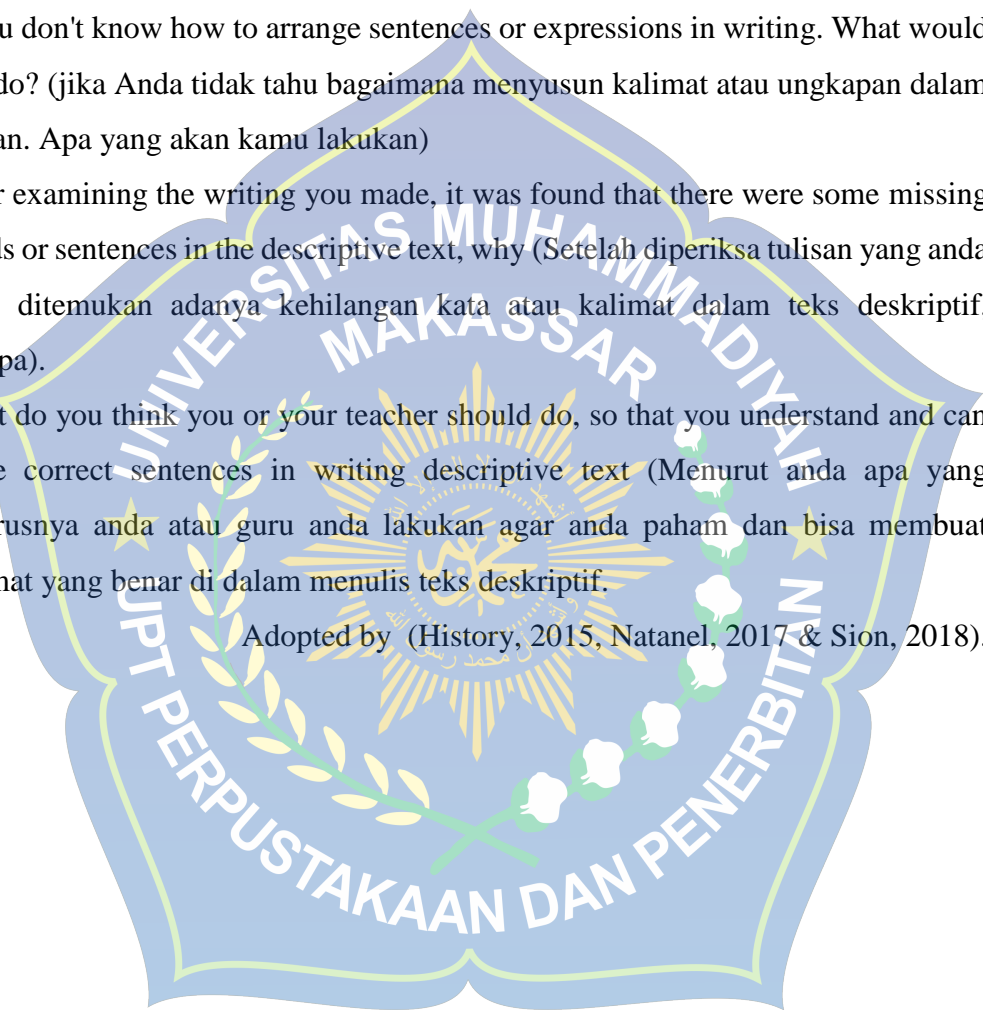 u don't know how to arrange sentences or expressions in writing. What would
do? (jika Anda tidak tahu bagaimana menyusun kalimat atau ungkapan dalam
an. Apa yang akan kamu lakukan)
r examining the writing you made, it was found that there were some missing
ds or sentences in the descriptive text, why (Setelah diperiksa tulisan yang anda
ditemukan adanya kehilangan kata atau kalimat dalam teks deskriptif.
pa).
t do you think you or your teacher should do, so that you understand and can
e correct sentences in writing descriptive text (Menurut anda apa yang
rusnya anda atau guru anda lakukan agar anda paham dan bisa membuat
mat yang benar di dalam menulis teks deskriptif.
Adopted by (History, 2015, Natanel, 2017 & Sion, 2018).
UNIVERSITAS MUHAMMADIYAH
MAKASSAR
UPT PERPUSTAKAAN DAN PENERBITAN